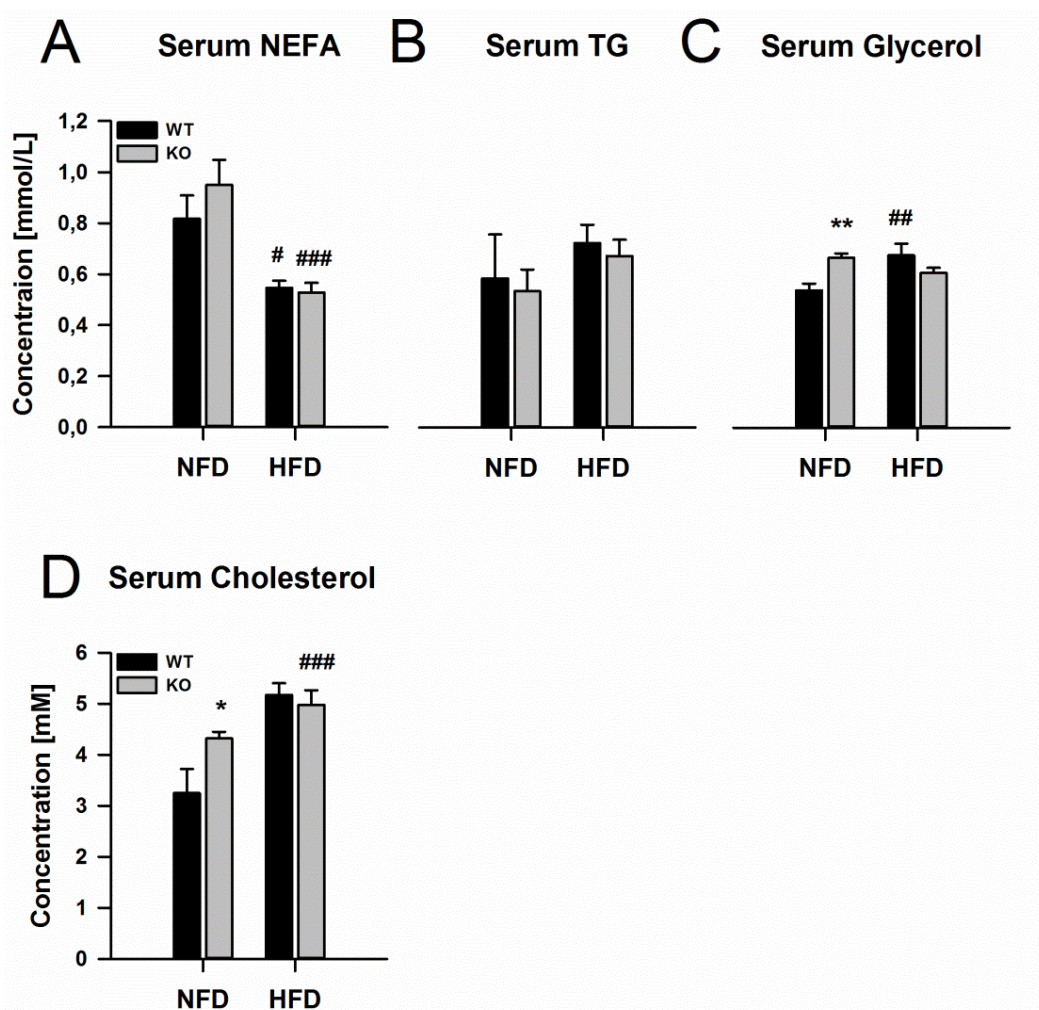 A Serum NEFA
B Serum TG
C Serum Glycerol
Concentraion [mmol/L]
1,2
1,0
0,8
0,6
0,4
0,2
0,0
WT
KO
# ###
NFD HFD
NFD HFD
** ##
NFD HFD
D Serum Cholesterol
Concentration [mM]
6
5
4
3
2
1
0
WT
KO
* ###
NFD HFD